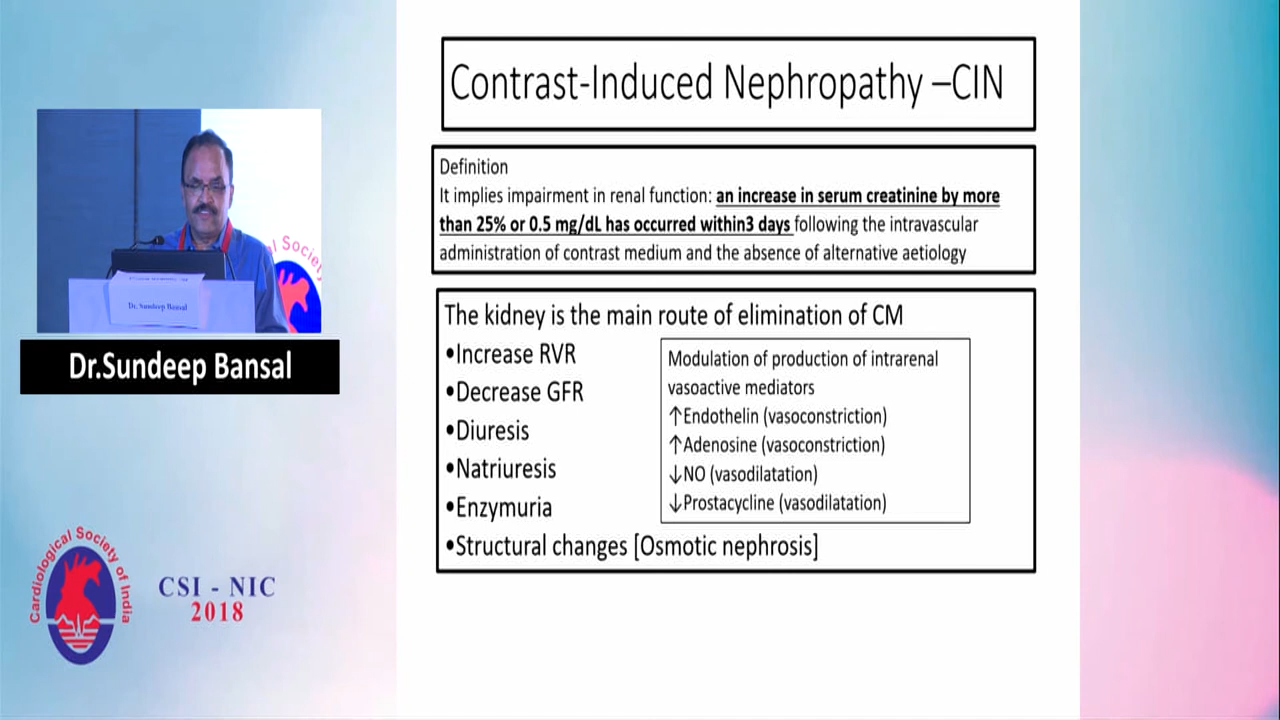 Contrast-Induced Nephropathy –CIN
Definition
It implies impairment in renal function: an increase in serum creatinine by more
than 25% or 0.5 mg/dL has occurred within3 days following the intravascular
administration of contrast medium and the absence of alternative aetiology
The kidney is the main route of elimination of CM
•Increase RVR
•Decrease GFR
•Diuresis
•Natriuresis
•Enzymuria
•Structural changes [Osmotic nephrosis]
Modulation of production of intrarenal
vasoactive mediators
↑Endothelin (vasoconstriction)
↑Adenosine (vasoconstriction)
↓NO (vasodilatation)
↓Prostacycline (vasodilatation)
l Society
Dr. Sundeep Bansal
Dr.Sundeep Bansal
Cardiological Society of India
CSI - NIC
2018